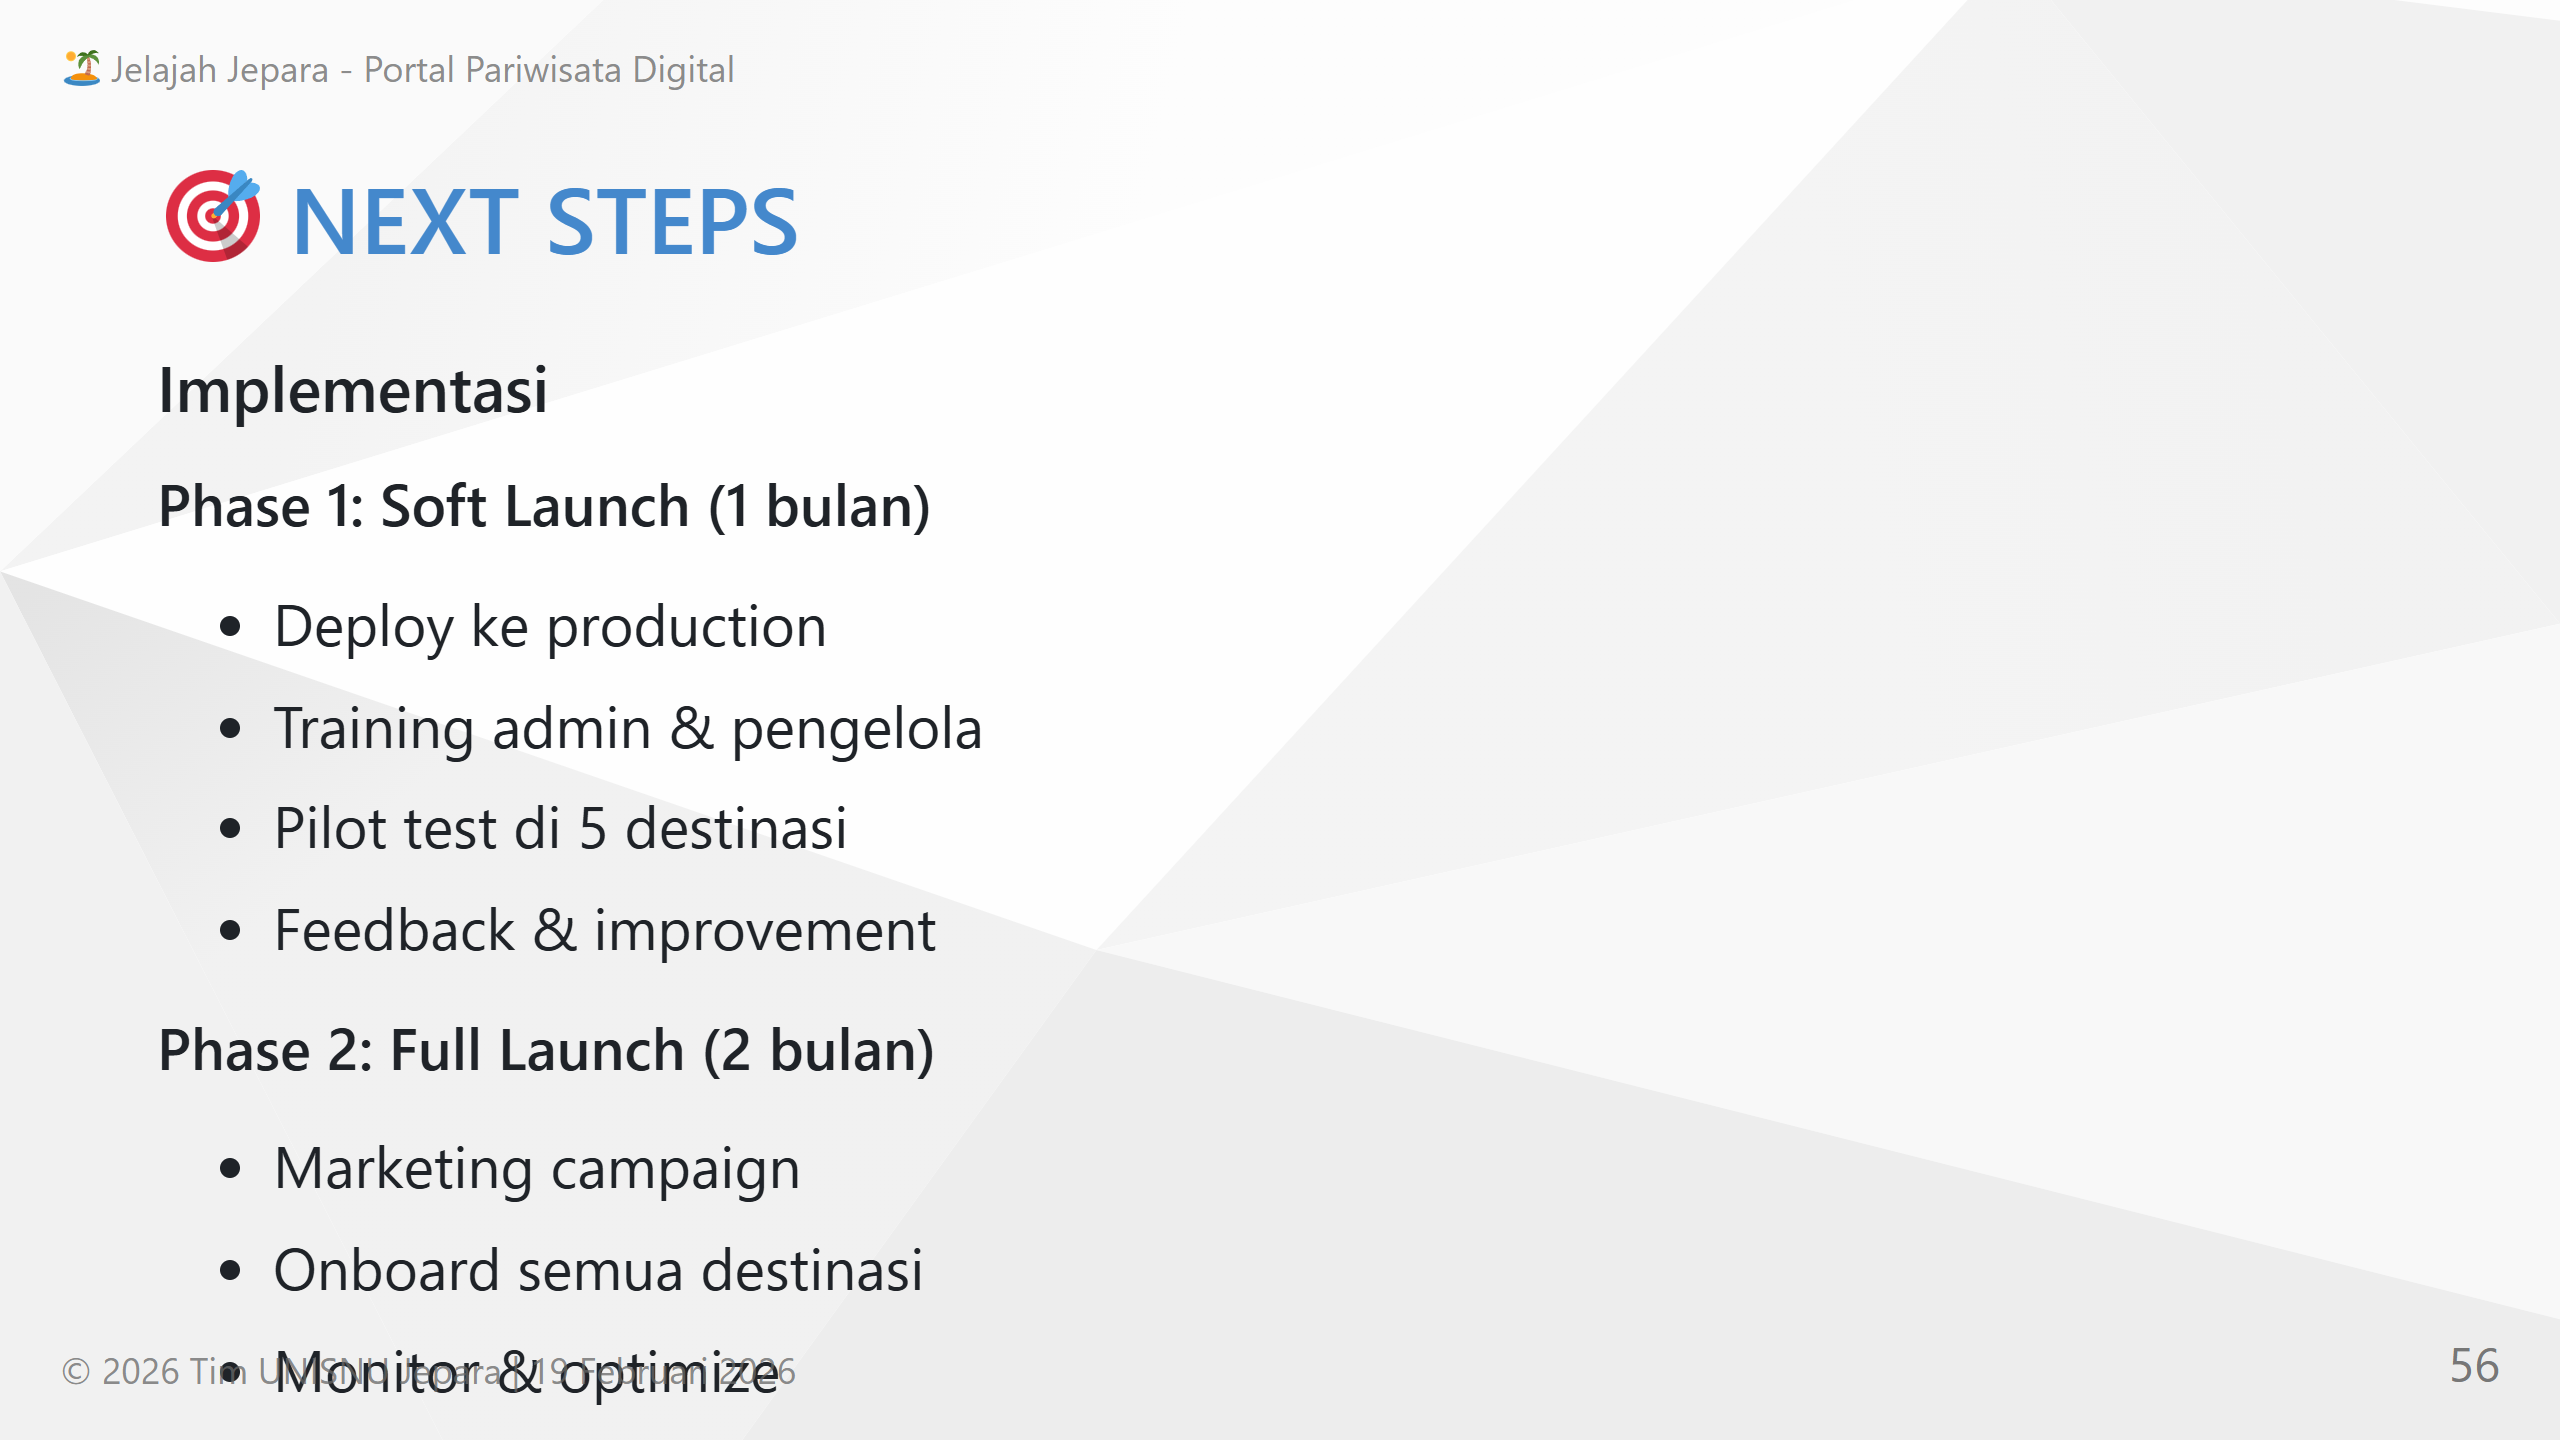 Jelajah Jepara - Portal Pariwisata Digital
NEXT STEPS
Implementasi
Phase 1: Soft Launch (1 bulan)
• Deploy ke production
• Training admin & pengelola
• Pilot test di 5 destinasi
• Feedback & improvement
Phase 2: Full Launch (2 bulan)
• Marketing campaign
• Onboard semua destinasi
• Monitor & optimize
© 2026 Tim UNISNU Jepara | 19 Februari 2026
56